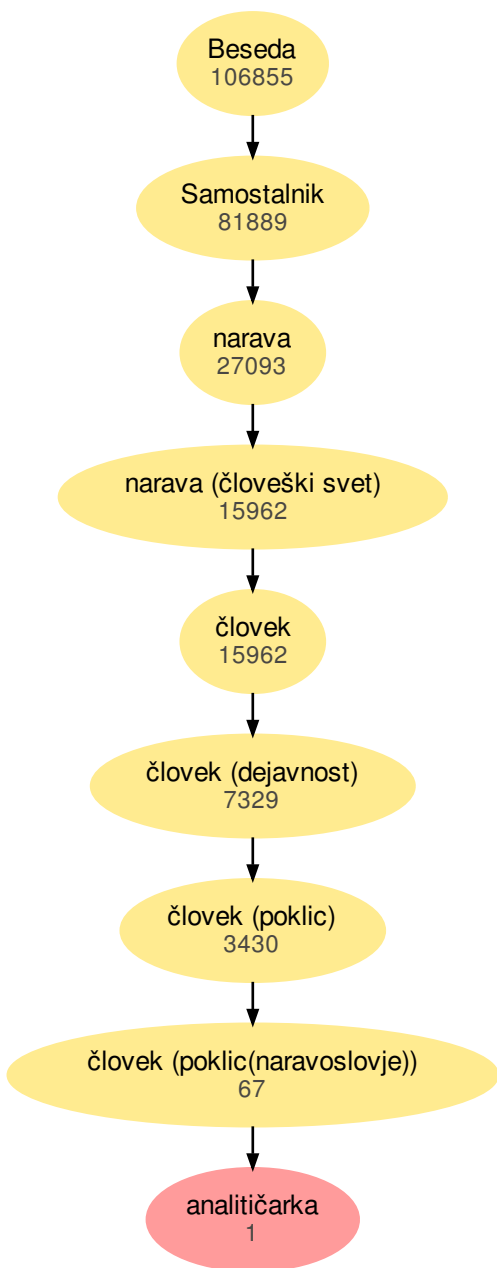 Beseda
106855
Samostalnik
81889
narava
27093
narava (človeški svet)
15962
človek
15962
človek (dejavnost)
7329
človek (poklic)
3430
človek (poklic(naravoslovje))
67
analitičarka
1